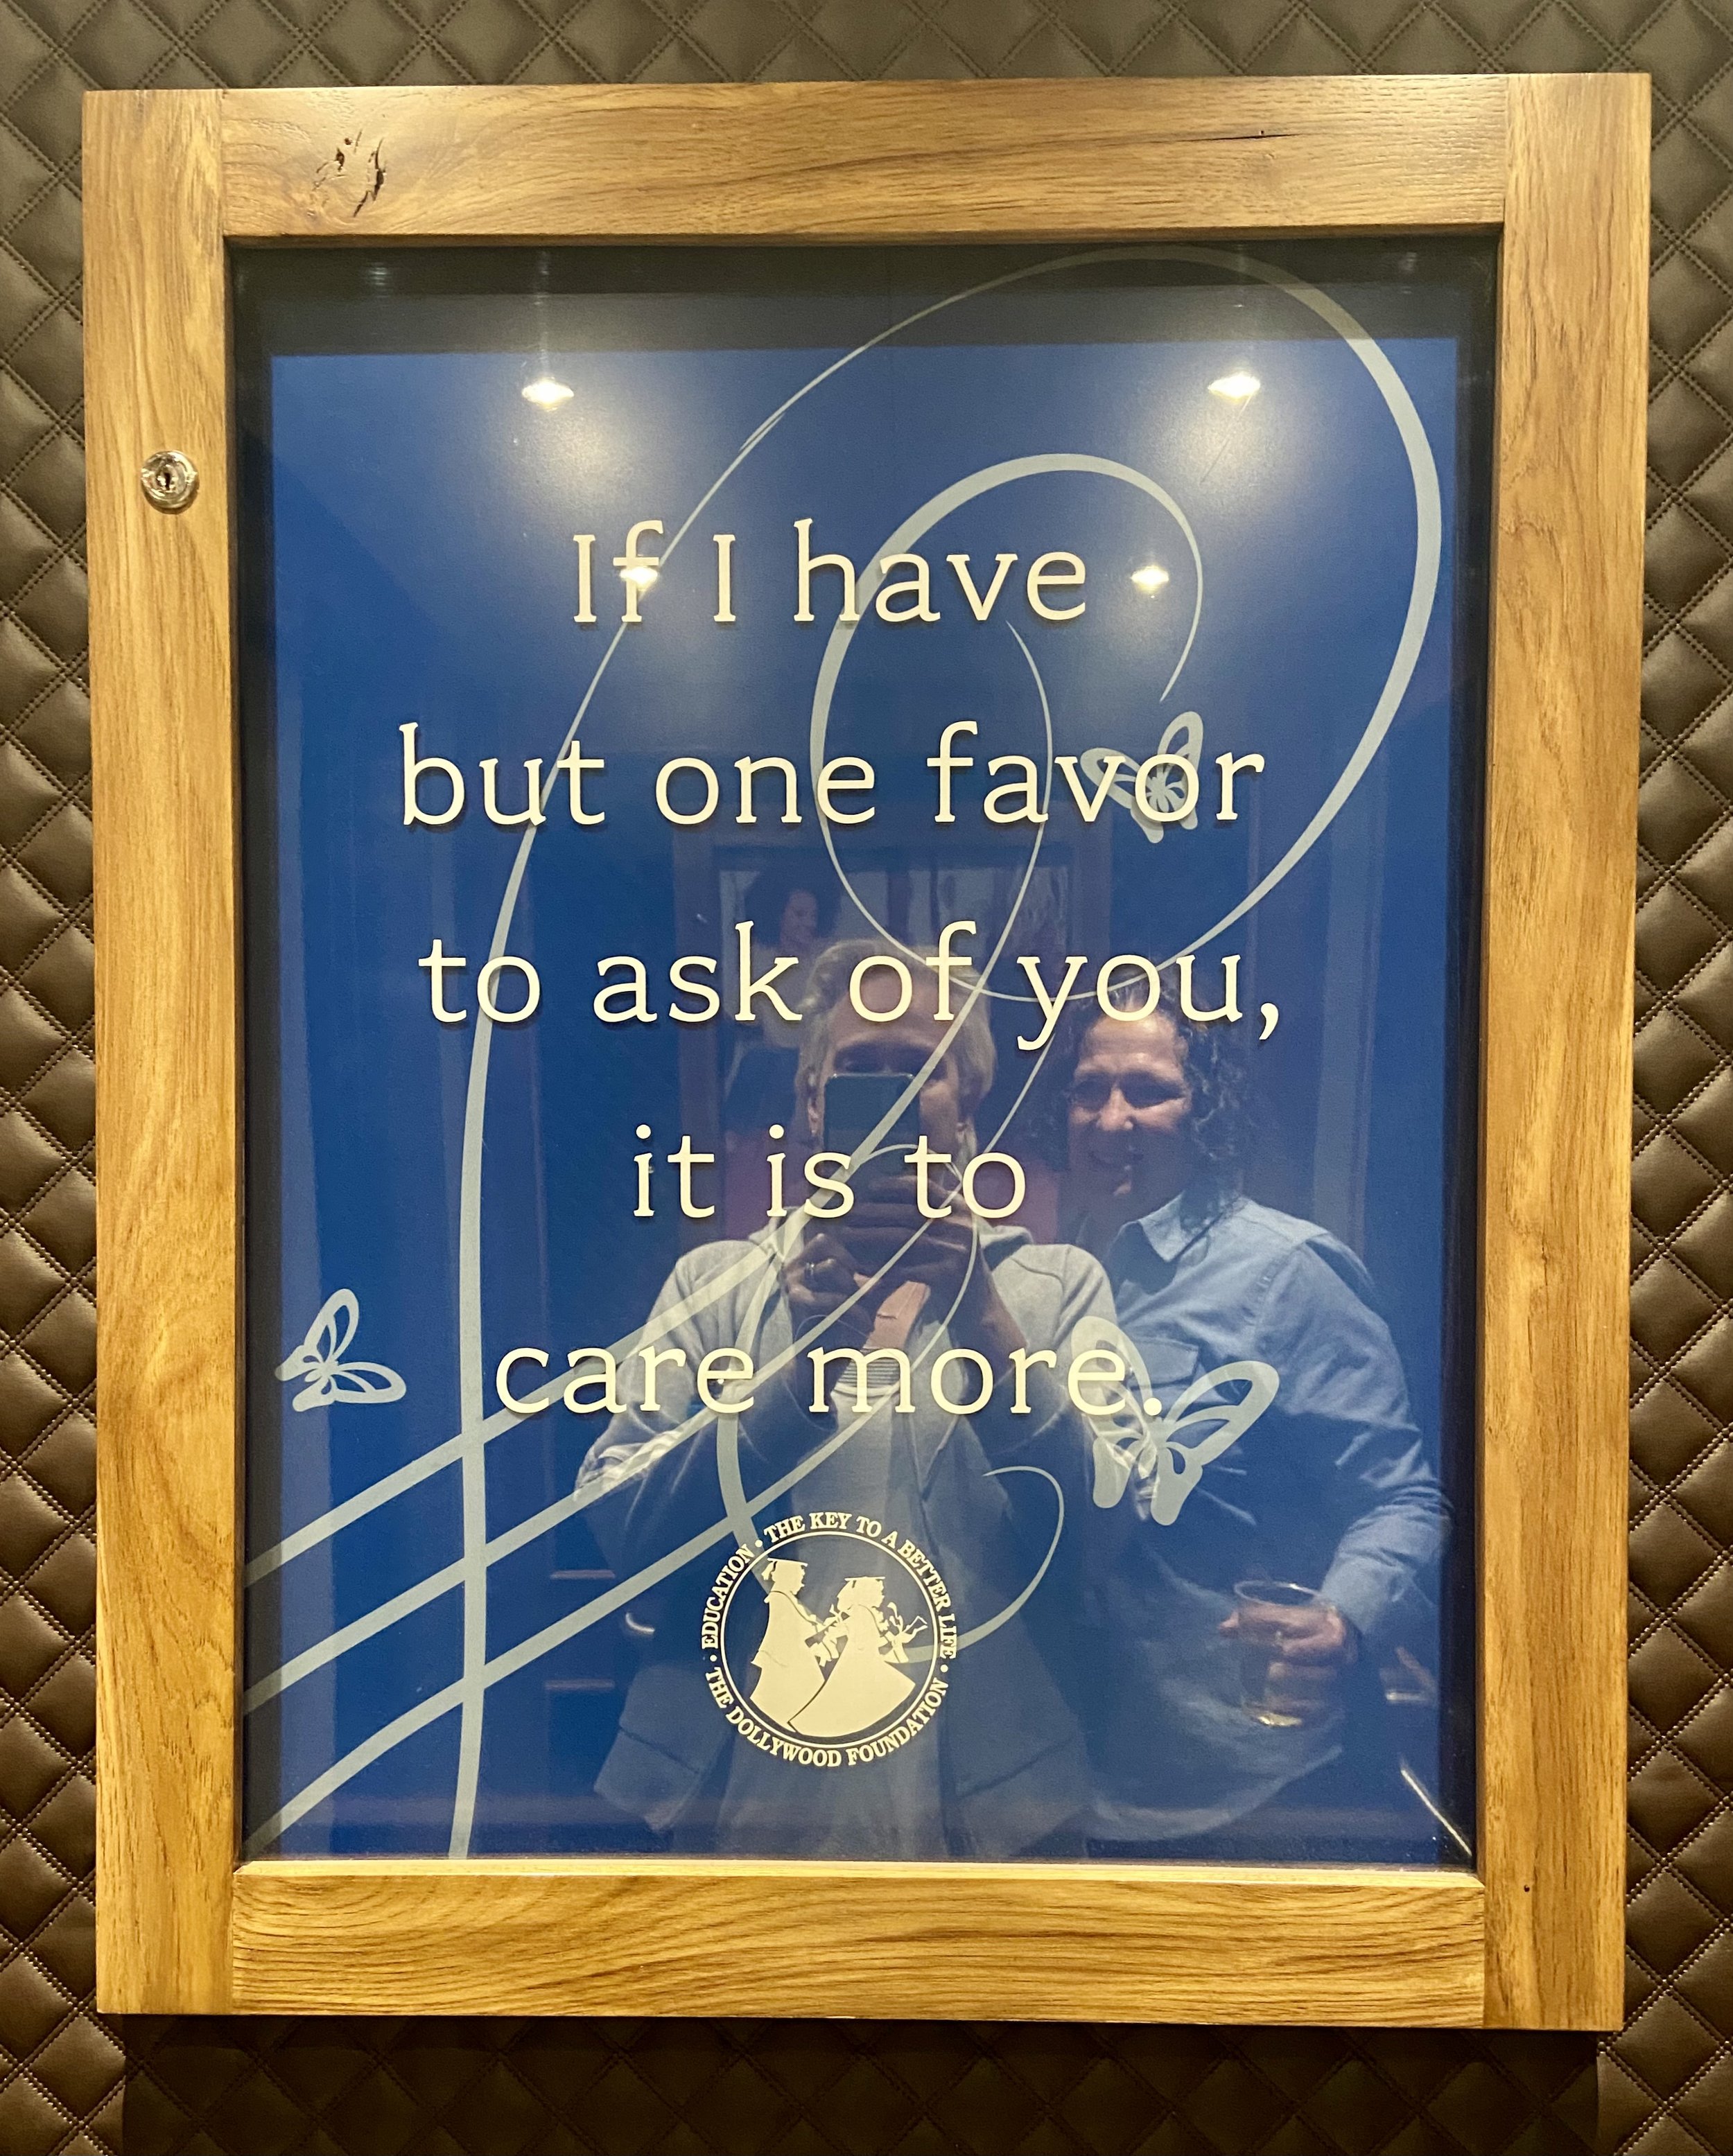 If I have
but one favor
to ask of you,
it is to
care more.
EDUCATION • THE KEY TO A BETTER LIFE •
THE DOLLYWOOD FOUNDATION •